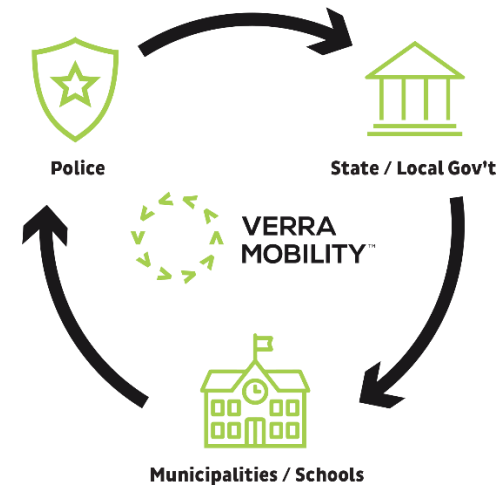 Police
State / Local Gov't
VERRA
MOBILITY™
Municipalities / Schools